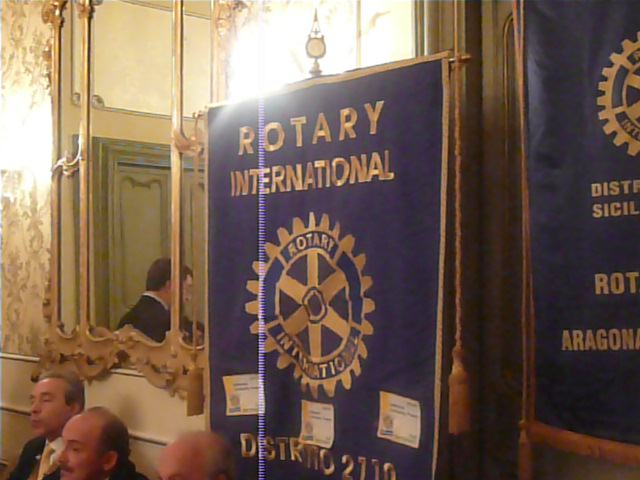 ROTARY
INTERNATIONAL
ROTARY
INTERNATIONAL
DISTRETTO 2110
DISTR
SICIL
ROT
ARAGONA